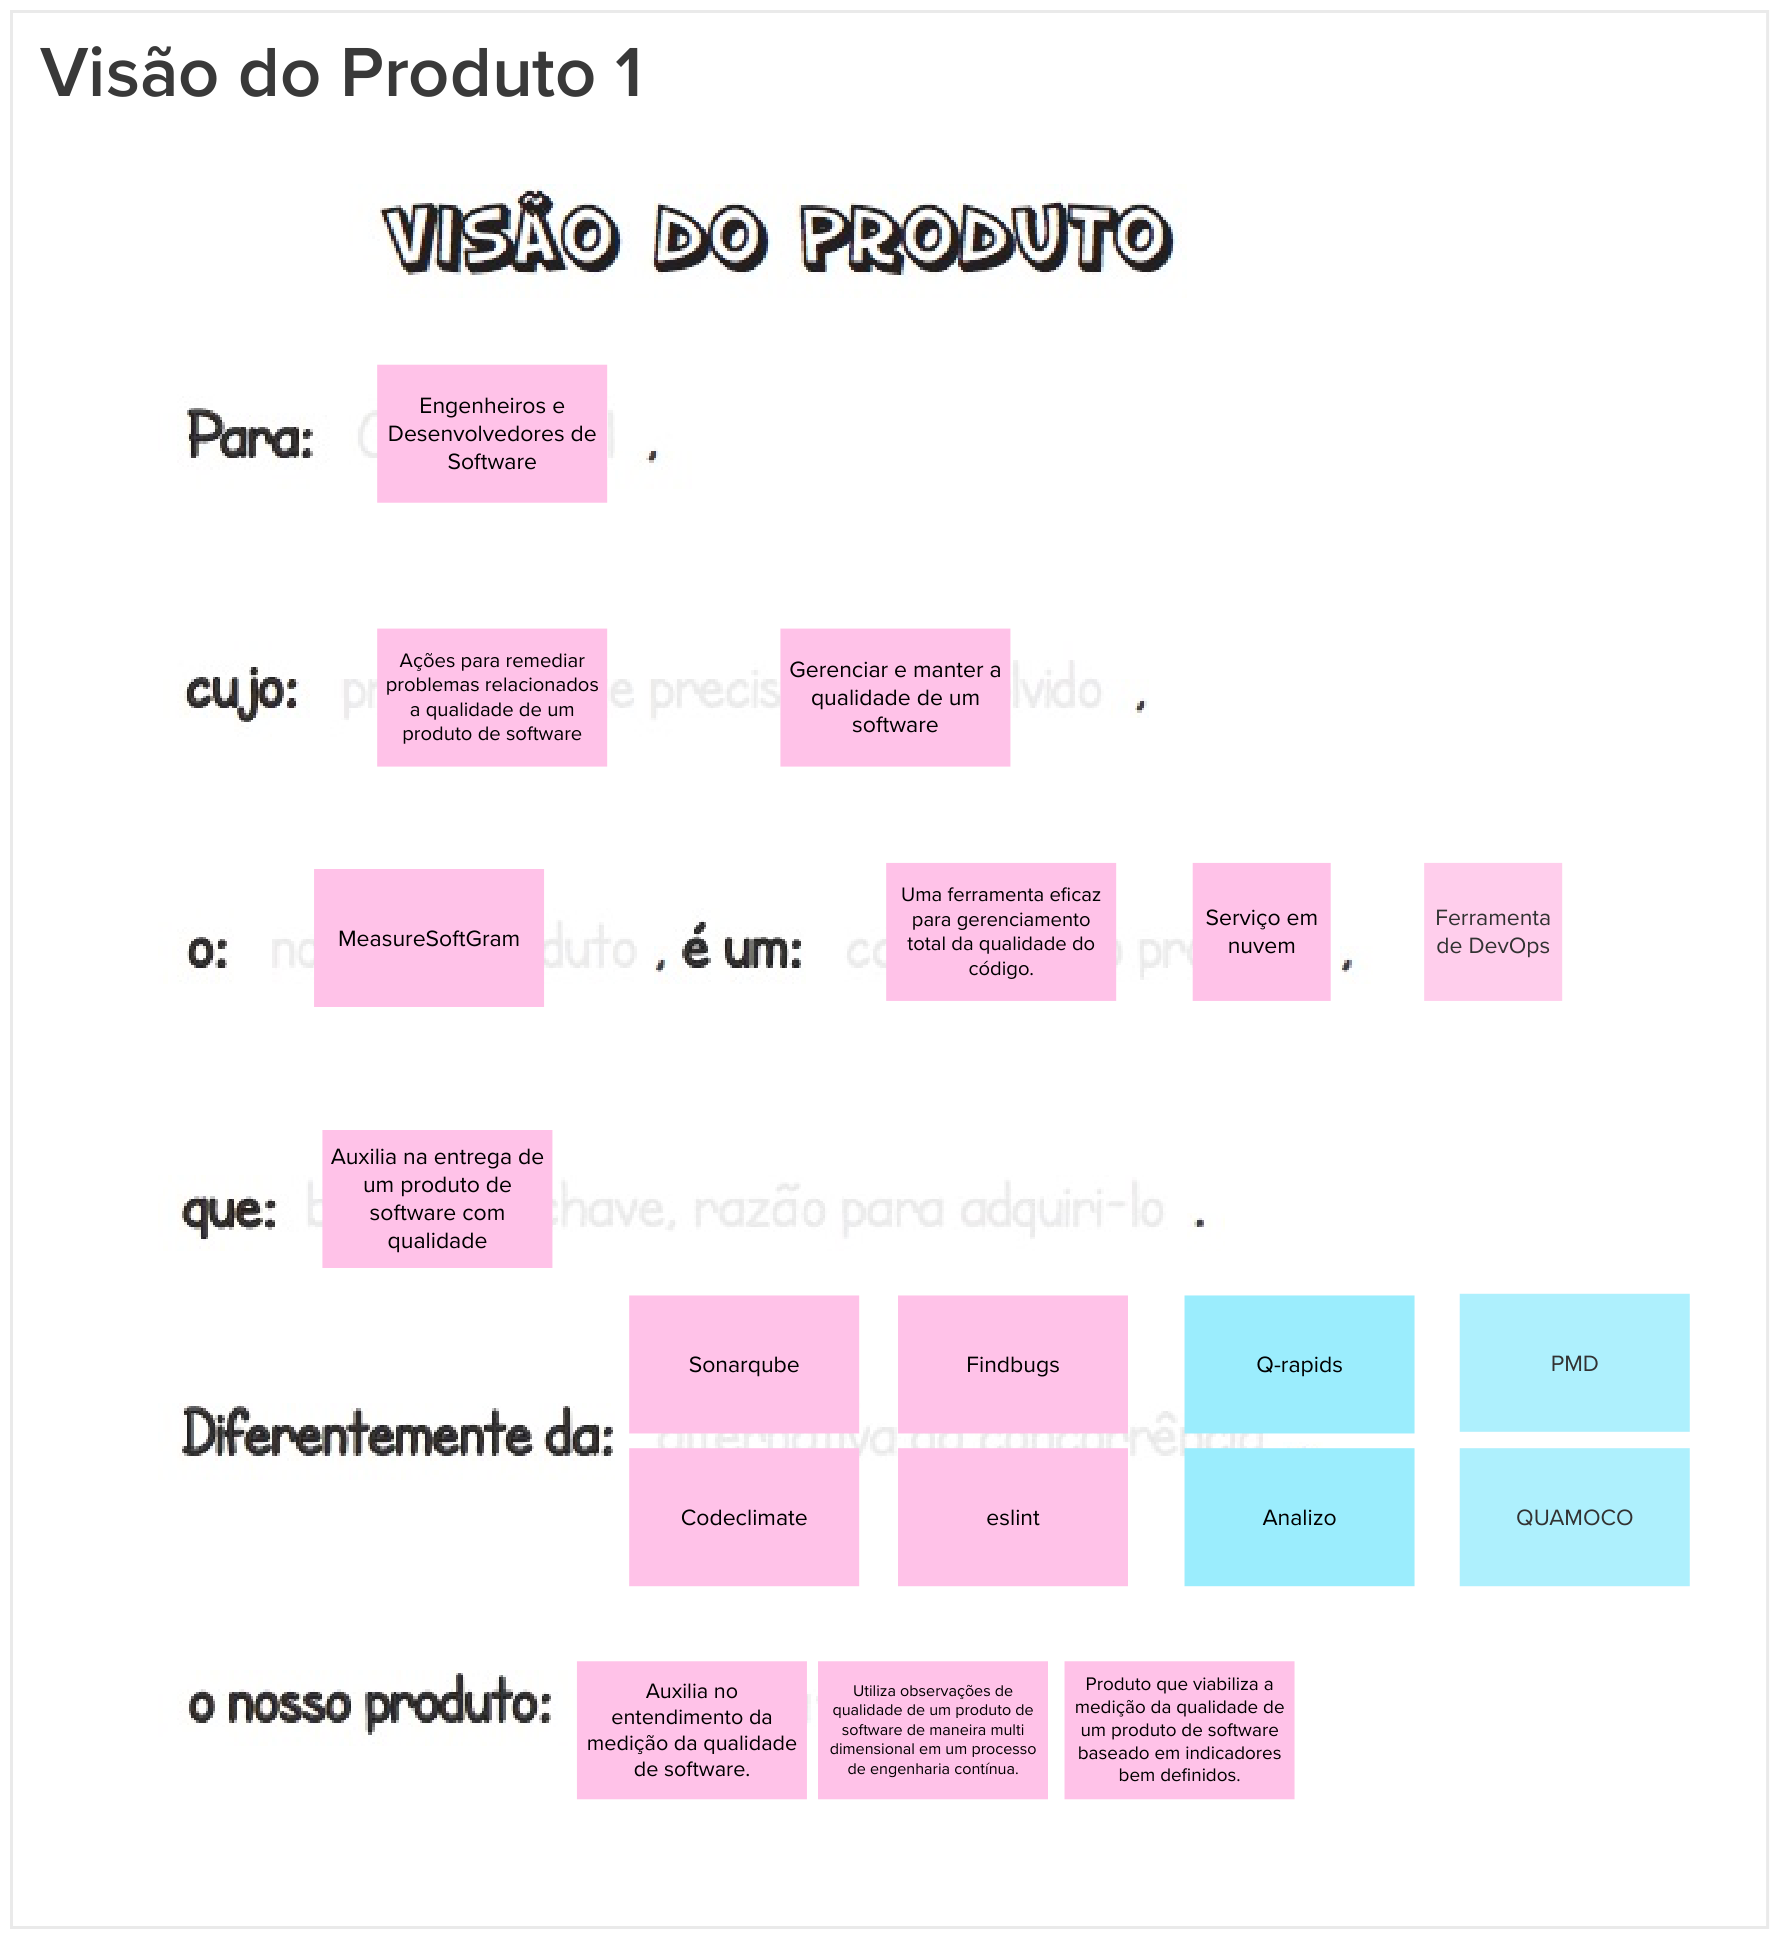 Visão do Produto 1
VISÃO DO PRODUTO
Para:
Engenheiros e
Desenvolvedores de
Software
,
cujo:
Ações para remediar
problemas relacionados
a qualidade de um
produto de software
e precis
Gerenciar e manter a
qualidade de um
software
lvido ,
o:
MeasureSoftGram
duto , é um:
Uma ferramenta eficaz
para gerenciamento
total da qualidade do
código.
Serviço em
nuvem
,
Ferramenta
de DevOps
que:
Auxilia na entrega de
um produto de
software com
qualidade
chave, razão para adquiri-lo .
Diferentemente da:
Sonarqube
Findbugs
Q-rapids
PMD
alternativa da concorrência
Codeclimate
eslint
Analizo
QUAMOCO
o nosso produto:
Auxilia no
entendimento da
medição da qualidade
de software.
Utiliza observações de
qualidade de um produto de
software de maneira multi
dimensional em um processo
de engenharia contínua.
Produto que viabiliza a
medição da qualidade de
um produto de software
baseado em indicadores
bem definidos.